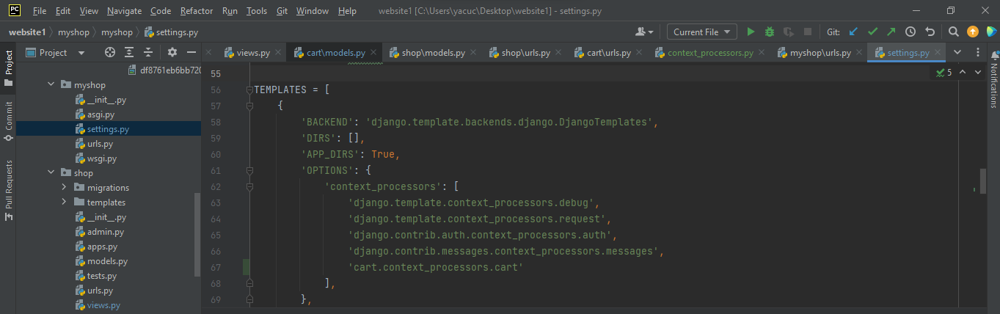 PC File Edit View Navigate Code Refactor Run Tools Git Window Help website1 [C:\Users\yacuc\Desktop\website1] - settings.py
website1 myshop myshop settings.py Current File Git:
Project views.py cart\models.py shop\models.py shop\urls.py cart\urls.py context_processors.py myshop\urls.py settings.py
Project
Commit
Pull Requests
Notifications
df8761eb6bb720
myshop
__init__.py
asgi.py
settings.py
urls.py
wsgi.py
shop
migrations
templates
__init__.py
admin.py
apps.py
models.py
tests.py
urls.py
views.py
5
55
56 TEMPLATES = [
57 {
58 'BACKEND': 'django.template.backends.django.DjangoTemplates',
59 'DIRS': [],
60 'APP_DIRS': True,
61 'OPTIONS': {
62 'context_processors': [
63 'django.template.context_processors.debug',
64 'django.template.context_processors.request',
65 'django.contrib.auth.context_processors.auth',
66 'django.contrib.messages.context_processors.messages',
67 'cart.context_processors.cart'
68 ],
69 },